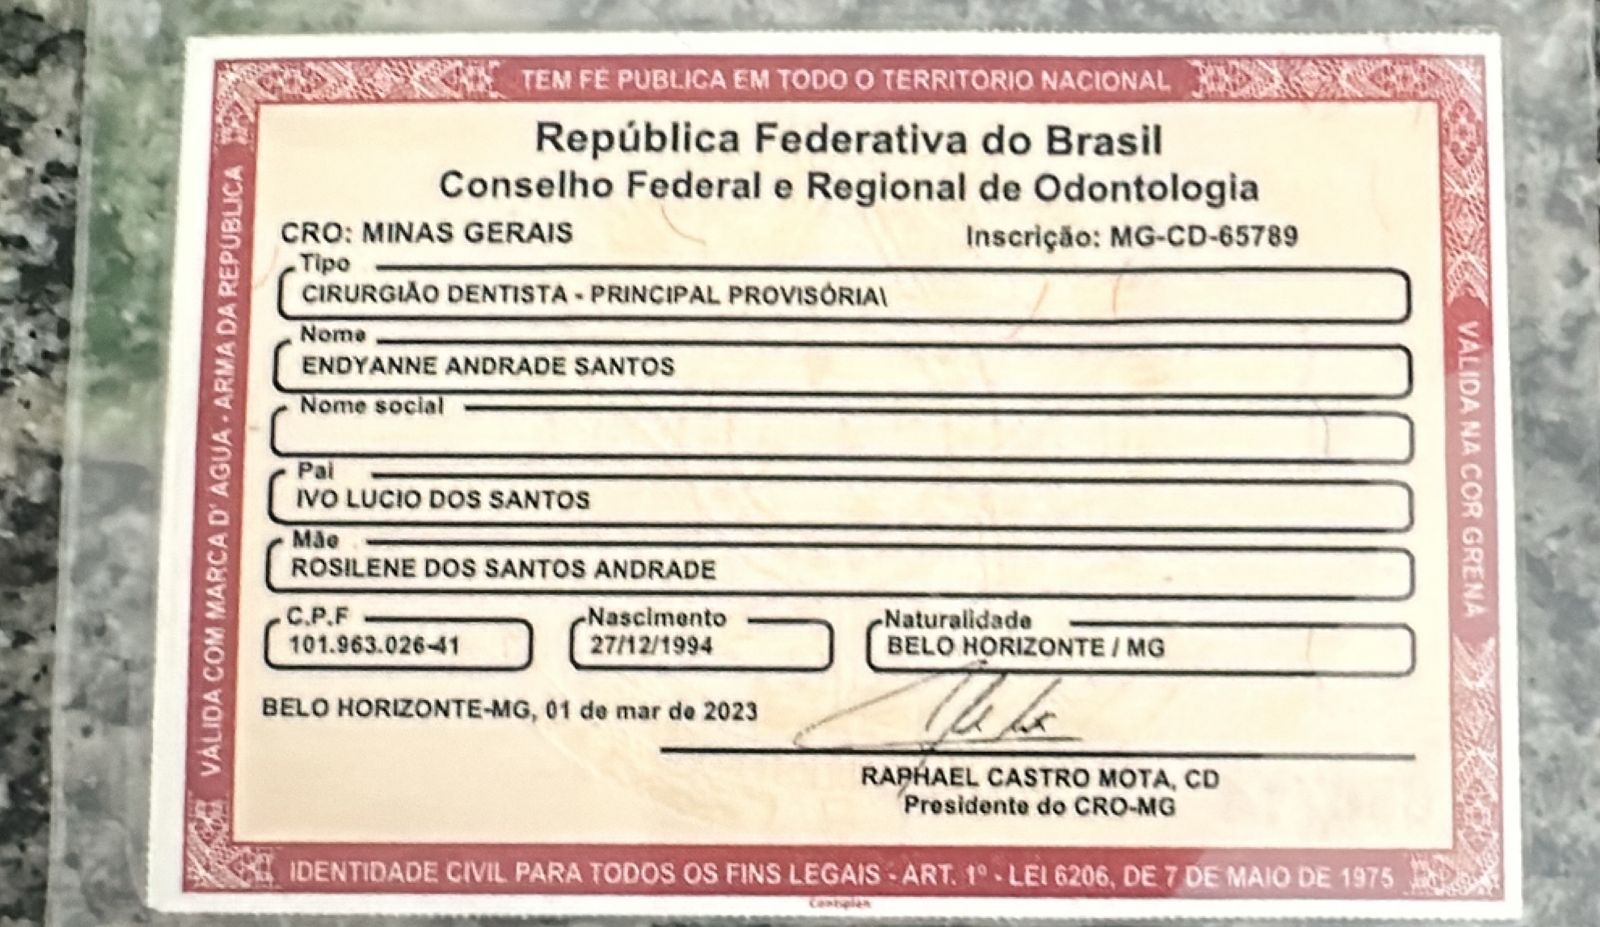 TEM FÉ PUBLICA EM TODO O TERRITORIO NACIONAL
República Federativa do Brasil
Conselho Federal e Regional de Odontologia
CRO: MINAS GERAIS Inscrição: MG-CD-65789
Tipo
CIRURGIÃO DENTISTA - PRINCIPAL PROVISÓRIA\
Nome
ENDYANNE ANDRADE SANTOS
Nome social
Pai
IVO LUCIO DOS SANTOS
Mãe
ROSILENE DOS SANTOS ANDRADE
C.P.F Nascimento Naturalidade
101.963.026-41 27/12/1994 BELO HORIZONTE / MG
BELO HORIZONTE-MG, 01 de mar de 2023
RAPHAEL CASTRO MOTA, CD
Presidente do CRO-MG
IDENTIDADE CIVIL PARA TODOS OS FINS LEGAIS - ART. 1º - LEI 6206, DE 7 DE MAIO DE 1975
VÁLIDA COM MARCA D' AGUA - ARMA DA REPÚBLICA
VÁLIDA NA COR GRENÁ